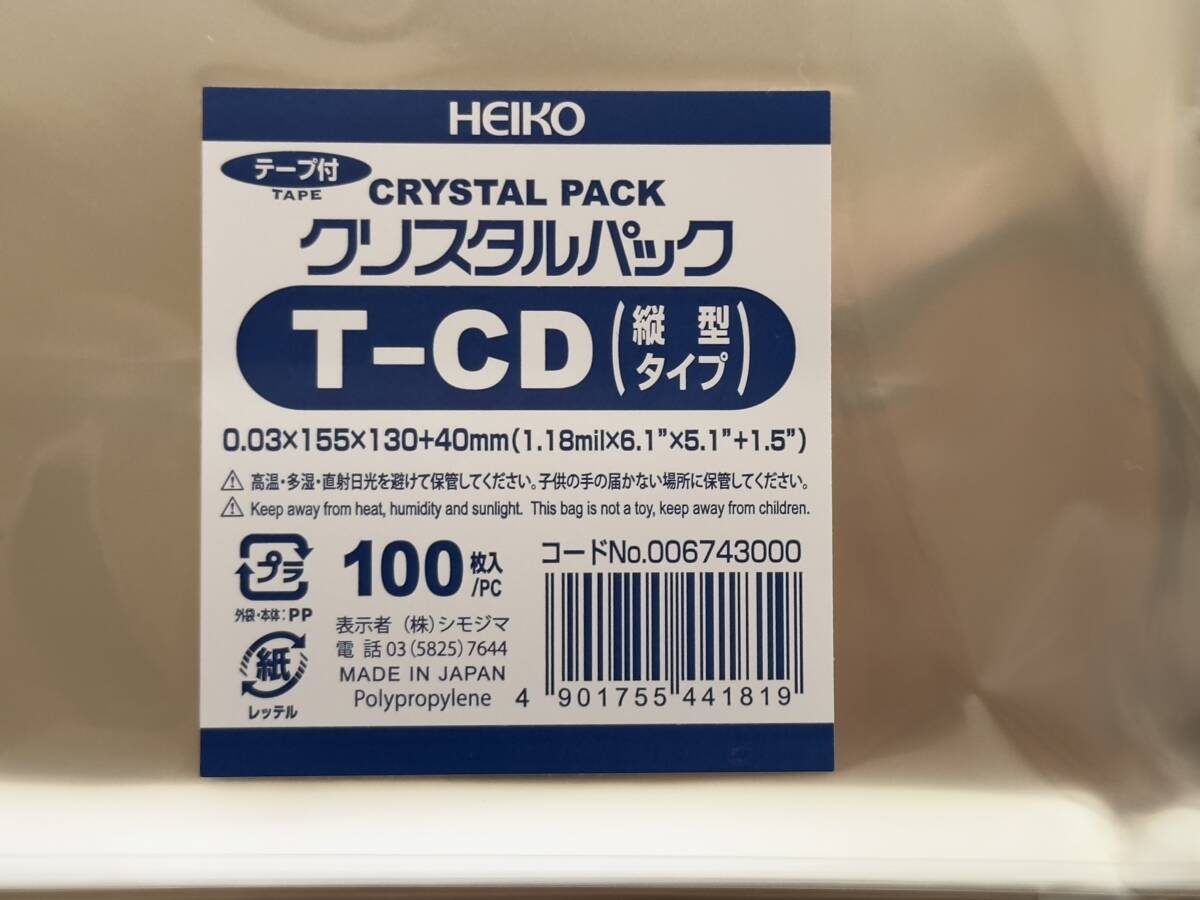 HEIKO
テープ付
TAPE
CRYSTAL PACK
クリスタルパック
T-CD（縦型タイプ）
0.03×155×130+40mm(1.18mil×6.1”×5.1”+1.5”)
⚠ 高温・多湿・直射日光を避けて保管してください。子供の手の届かない場所に保管してください。
⚠ Keep away from heat, humidity and sunlight. This bag is not a toy, keep away from children.
プラ
外袋・本体：PP
紙
レッテル
100枚入/PC
表示者 （株）シモジマ
電話 03（5825）7644
MADE IN JAPAN
Polypropylene
コードNo.006743000
4 901755 441819